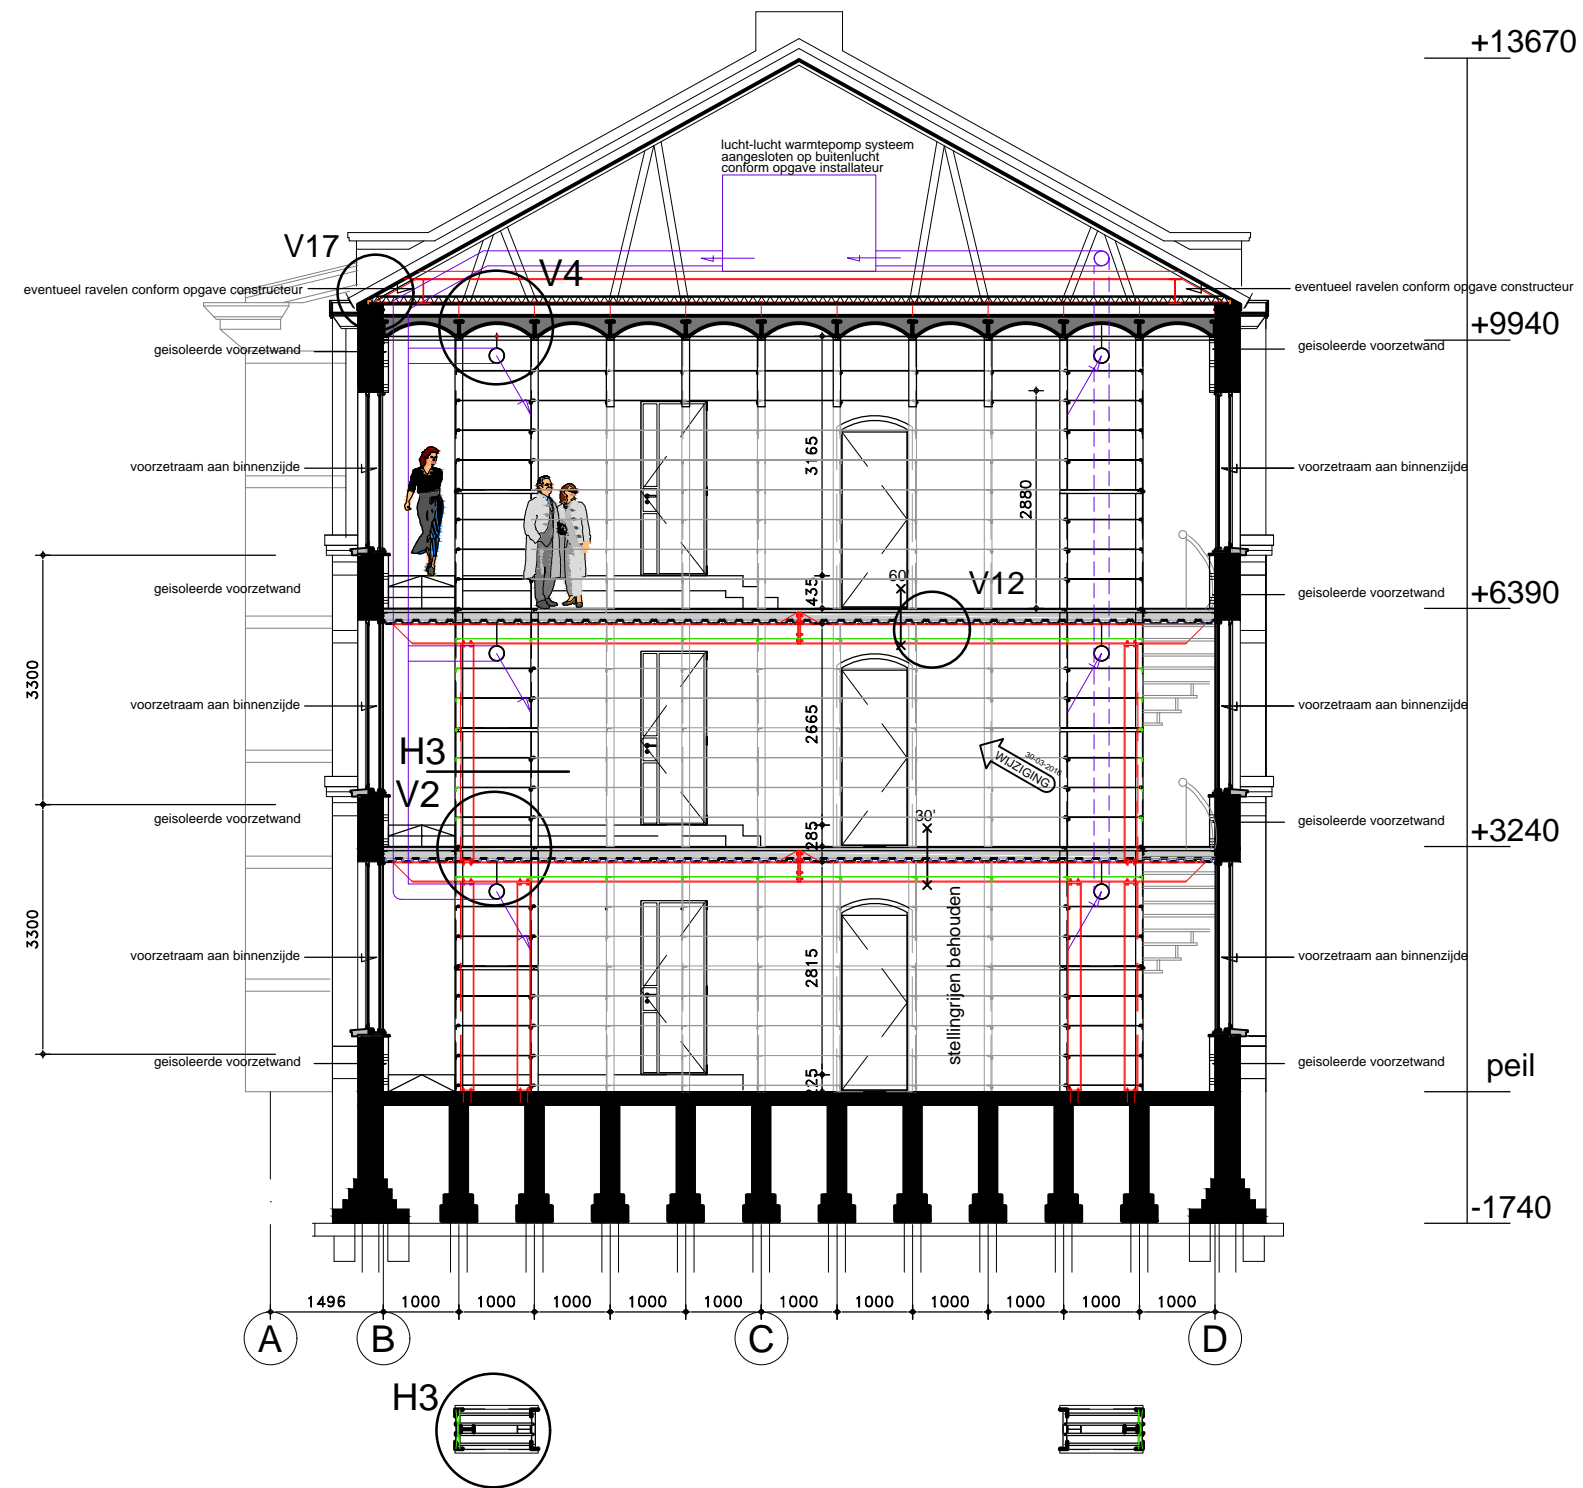 +13670
lucht-lucht warmtepomp systeem
aangesloten op buitenlucht
conform opgave installateur
V17
V4
eventueel ravelen conform opgave constructeur
eventueel ravelen conform opgave constructeur
+9940
geisoleerde voorzetwand
geisoleerde voorzetwand
3165
voorzetraam aan binnenzijde
voorzetraam aan binnenzijde
2880
60'
V12
435
geisoleerde voorzetwand
geisoleerde voorzetwand
+6390
3300
voorzetraam aan binnenzijde
2665
voorzetraam aan binnenzijde
H3
30-03-2016
WIJZIGING
V2
30'
285
geisoleerde voorzetwand
geisoleerde voorzetwand
+3240
3300
stellingrijen behouden
voorzetraam aan binnenzijde
2815
voorzetraam aan binnenzijde
geisoleerde voorzetwand
geisoleerde voorzetwand
peil
-1740
1496 1000 1000 1000 1000 1000 1000 1000 1000 1000 1000 1000
A B C D
H3